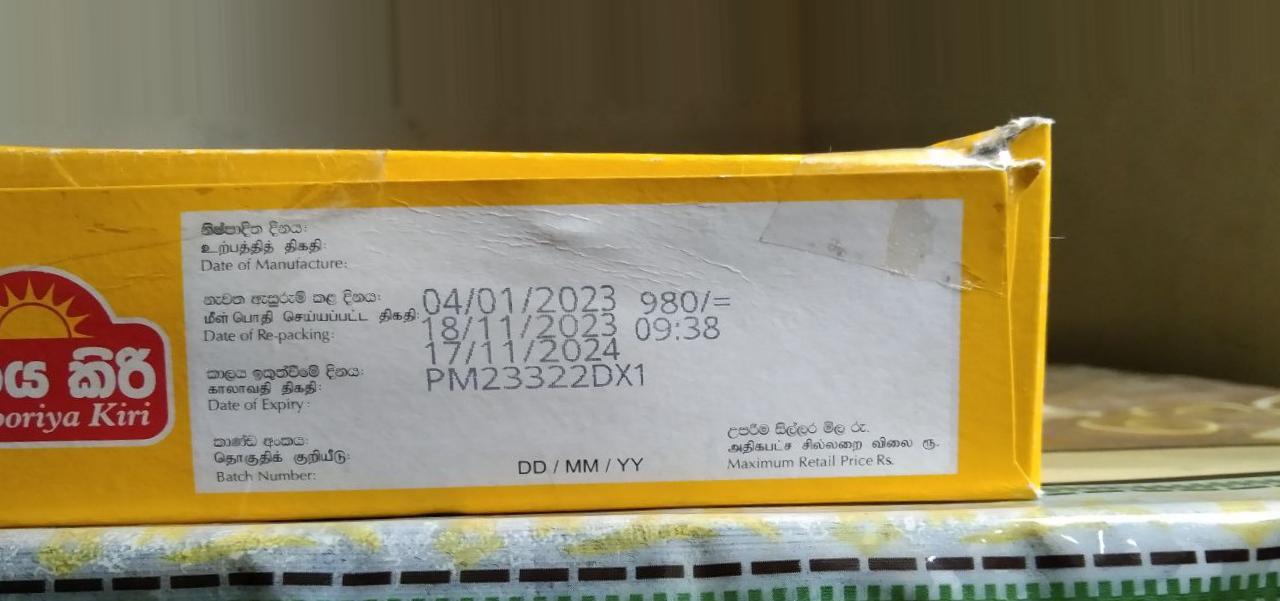 නිෂ්පාදිත දිනය:
உற்பத்தித் திகதி:
Date of Manufacture:
නැවත ඇසුරුම් කළ දිනය:
மீள் பொதி செய்யப்பட்ட திகதி:
Date of Re-packing:
04/01/2023 980/=
18/11/2023 09:38
17/11/2024
PM23322DX1
කාලය ඉකුත්වීමේ දිනය:
காலாவதி திகதி:
Date of Expiry:
කාණ්ඩ අංකය:
தொகுதிக் குறியீடு:
Batch Number:
DD / MM / YY
උපරිම සිල්ලර මිල රු.
அதிகபட்ச சில்லறை விலை ரூ.
Maximum Retail Price Rs.
කිරි
Kiri